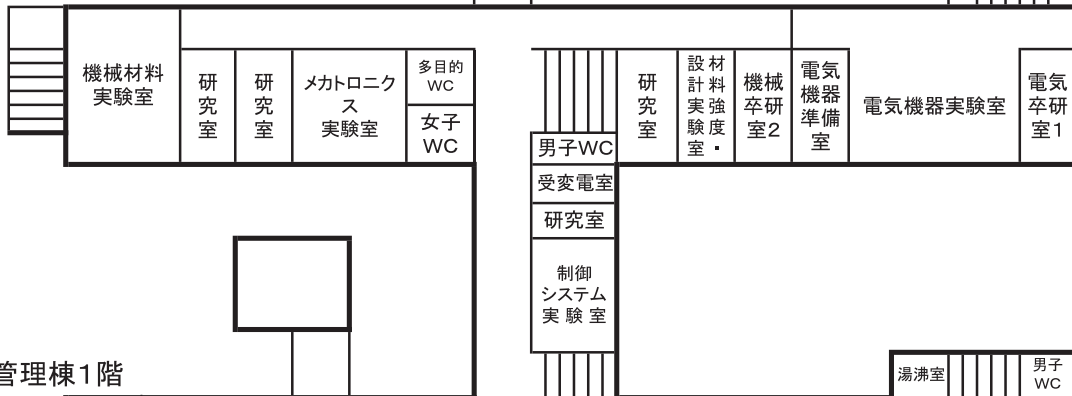 機械材料
実験室
研究室
研究室
メカトロニク
ス
実験室
多目的
WC
女子
WC
男子WC
受変電室
研究室
制御
システム
実験室
研究室
材料強度・
設計実験室
機械
卒研
室2
電気
機器
準備
室
電気機器実験室
電気
卒研
室1
湯沸室
男子
WC
管理棟1階